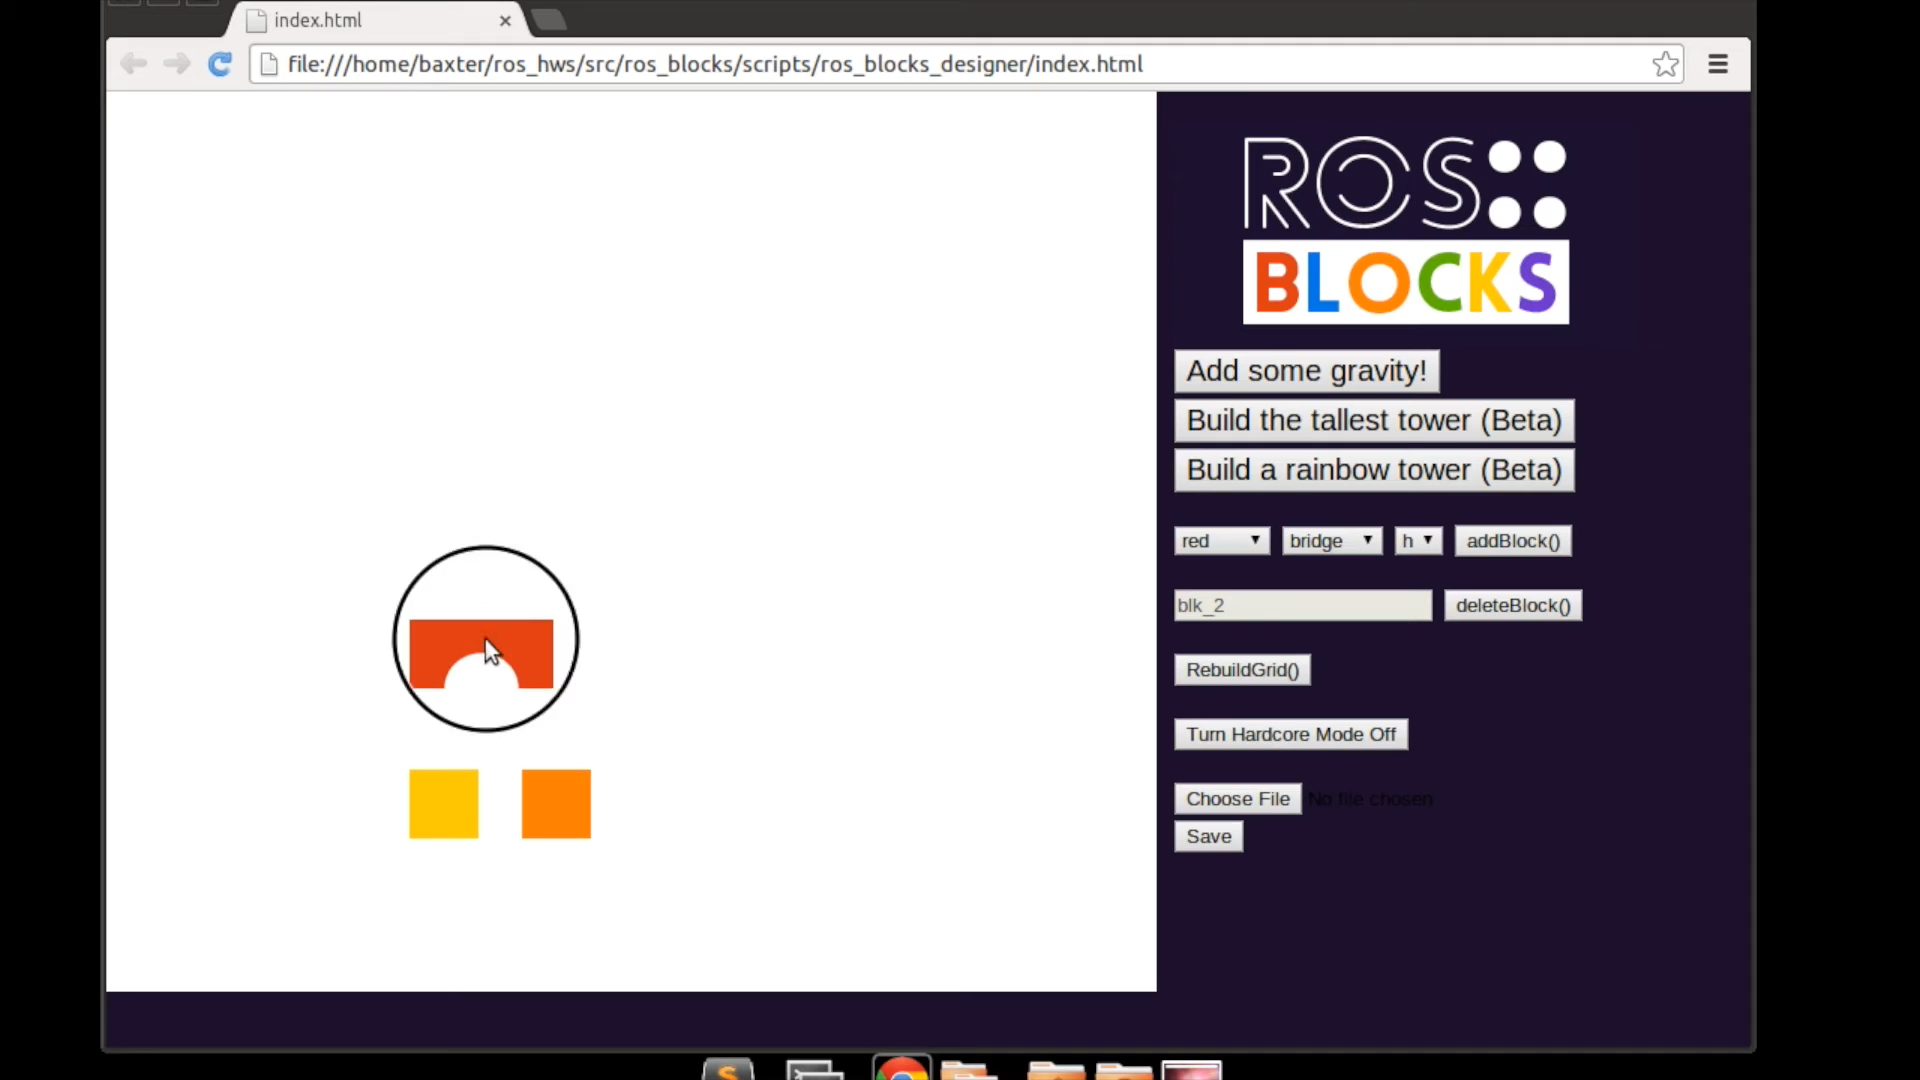 index.html
file:///home/baxter/ros_hws/src/ros_blocks/scripts/ros_blocks_designer/index.html
ROS
BLOCKS
Add some gravity!
Build the tallest tower (Beta)
Build a rainbow tower (Beta)
red bridge h addBlock()
blk_2 deleteBlock()
RebuildGrid()
Turn Hardcore Mode Off
Choose File No file chosen
Save
S